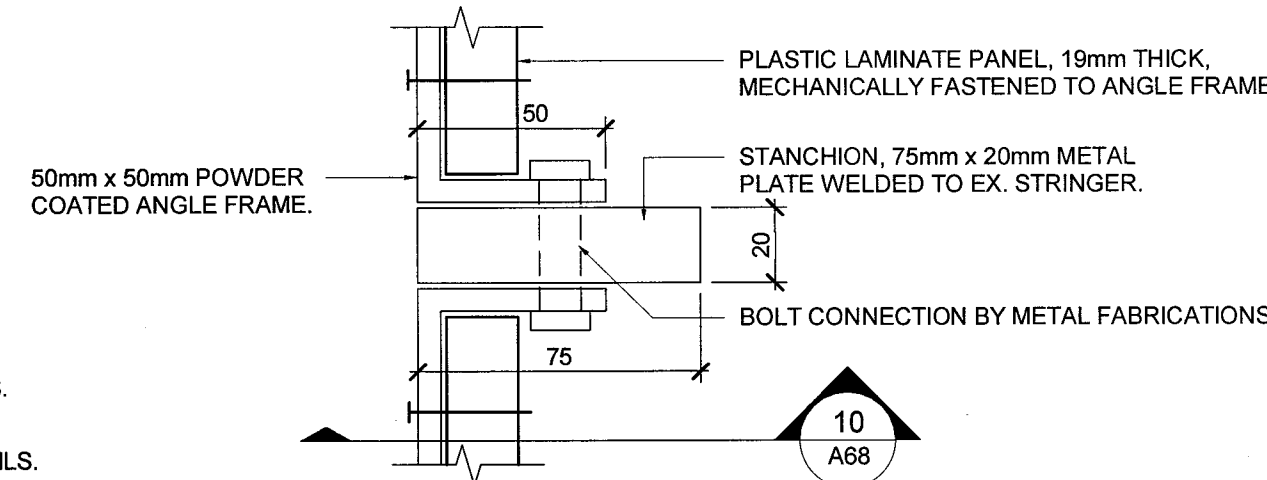 PLASTIC LAMINATE PANEL, 19mm THICK,
MECHANICALLY FASTENED TO ANGLE FRAME
50
50mm x 50mm POWDER
COATED ANGLE FRAME.
STANCHION, 75mm x 20mm METAL
PLATE WELDED TO EX. STRINGER.
20
BOLT CONNECTION BY METAL FABRICATIONS
75
10
A68